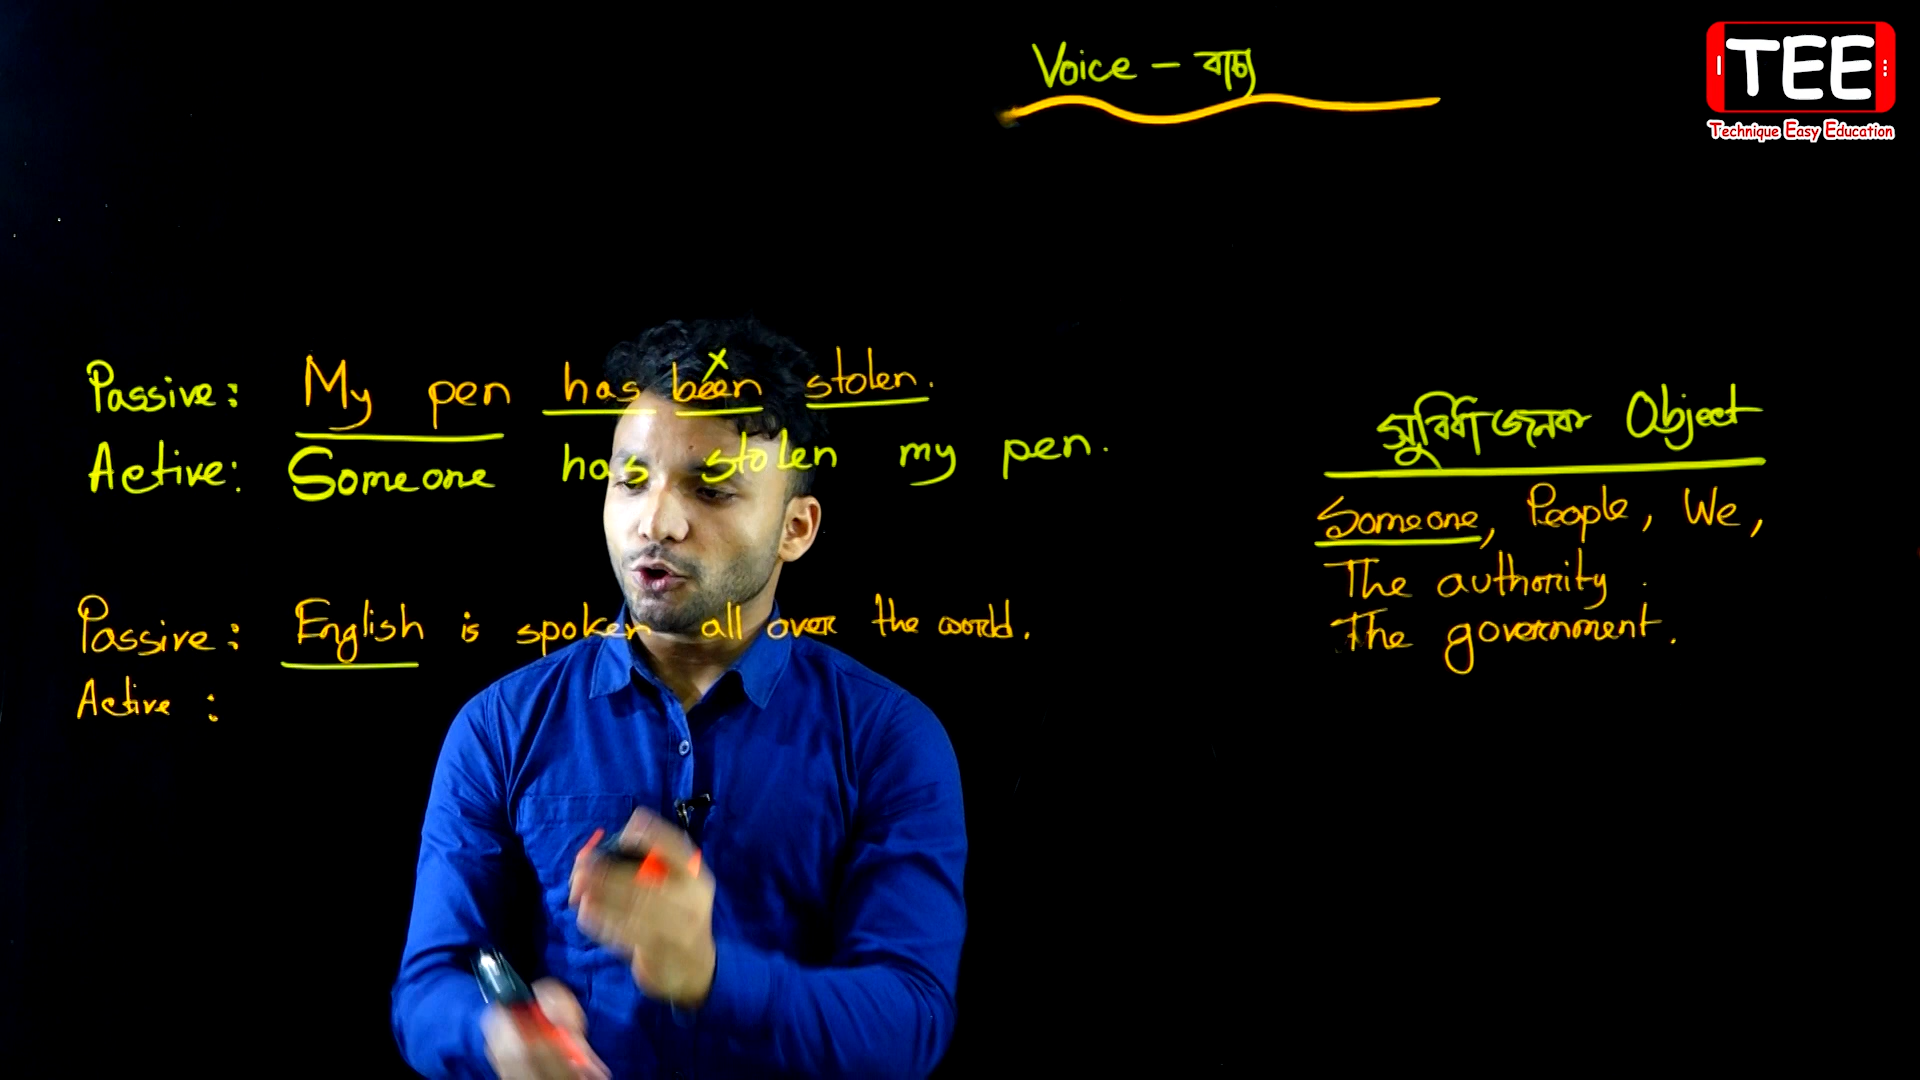 Voice – বাচ্য
TEE
Technique Easy Education
Passive: My pen has been stolen.
Active: Someone has stolen my pen.
Passive: English is spoken all over the world.
Active :
সুবিধাজনক Object
Someone, People, We,
The authority.
The government.